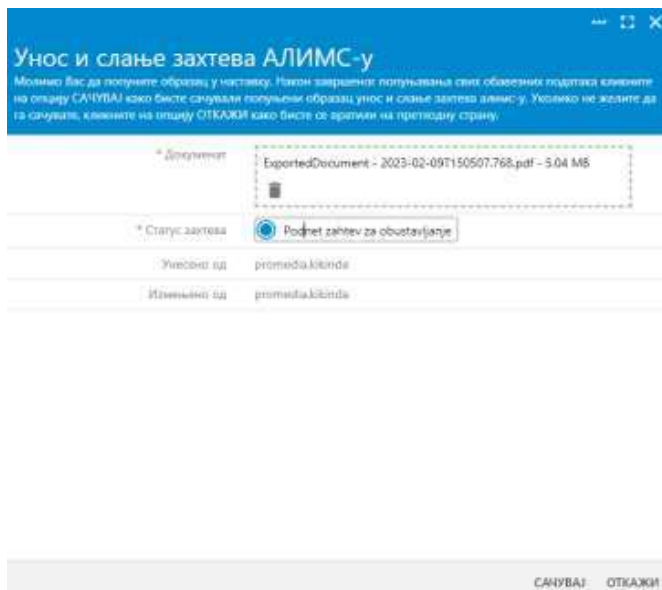 Унос и слање захтева АЛИМС-у
Молимо Вас да попуните образац у наставку. Након завршеног попуњавања свих обавезних података кликните
на опцију САЧУВАЈ како бисте сачували попуњени образац унос и слање захтева алимс-у. Уколико не желите да
га сачувате, кликните на опцију ОТКАЖИ како бисте се вратили на претходну страну.
* Документ
ExportedDocument - 2023-02-09T150507.768.pdf - 5.04 MB
* Статус захтева
Podnet zahtev za obustavljanje
Унесено од
promedia.kikinda
Измењено од
promedia.kikinda
САЧУВАЈ ОТКАЖИ